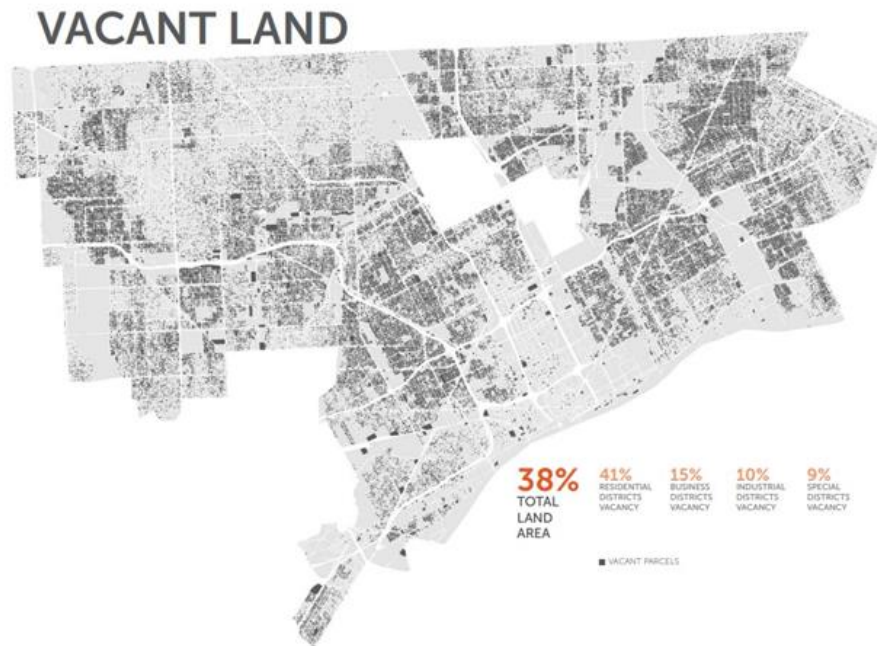 VACANT LAND
38%
TOTAL
LAND
AREA
41%
RESIDENTIAL
DISTRICTS
VACANCY
15%
BUSINESS
DISTRICTS
VACANCY
10%
INDUSTRIAL
DISTRICTS
VACANCY
9%
SPECIAL
DISTRICTS
VACANCY
VACANT PARCELS